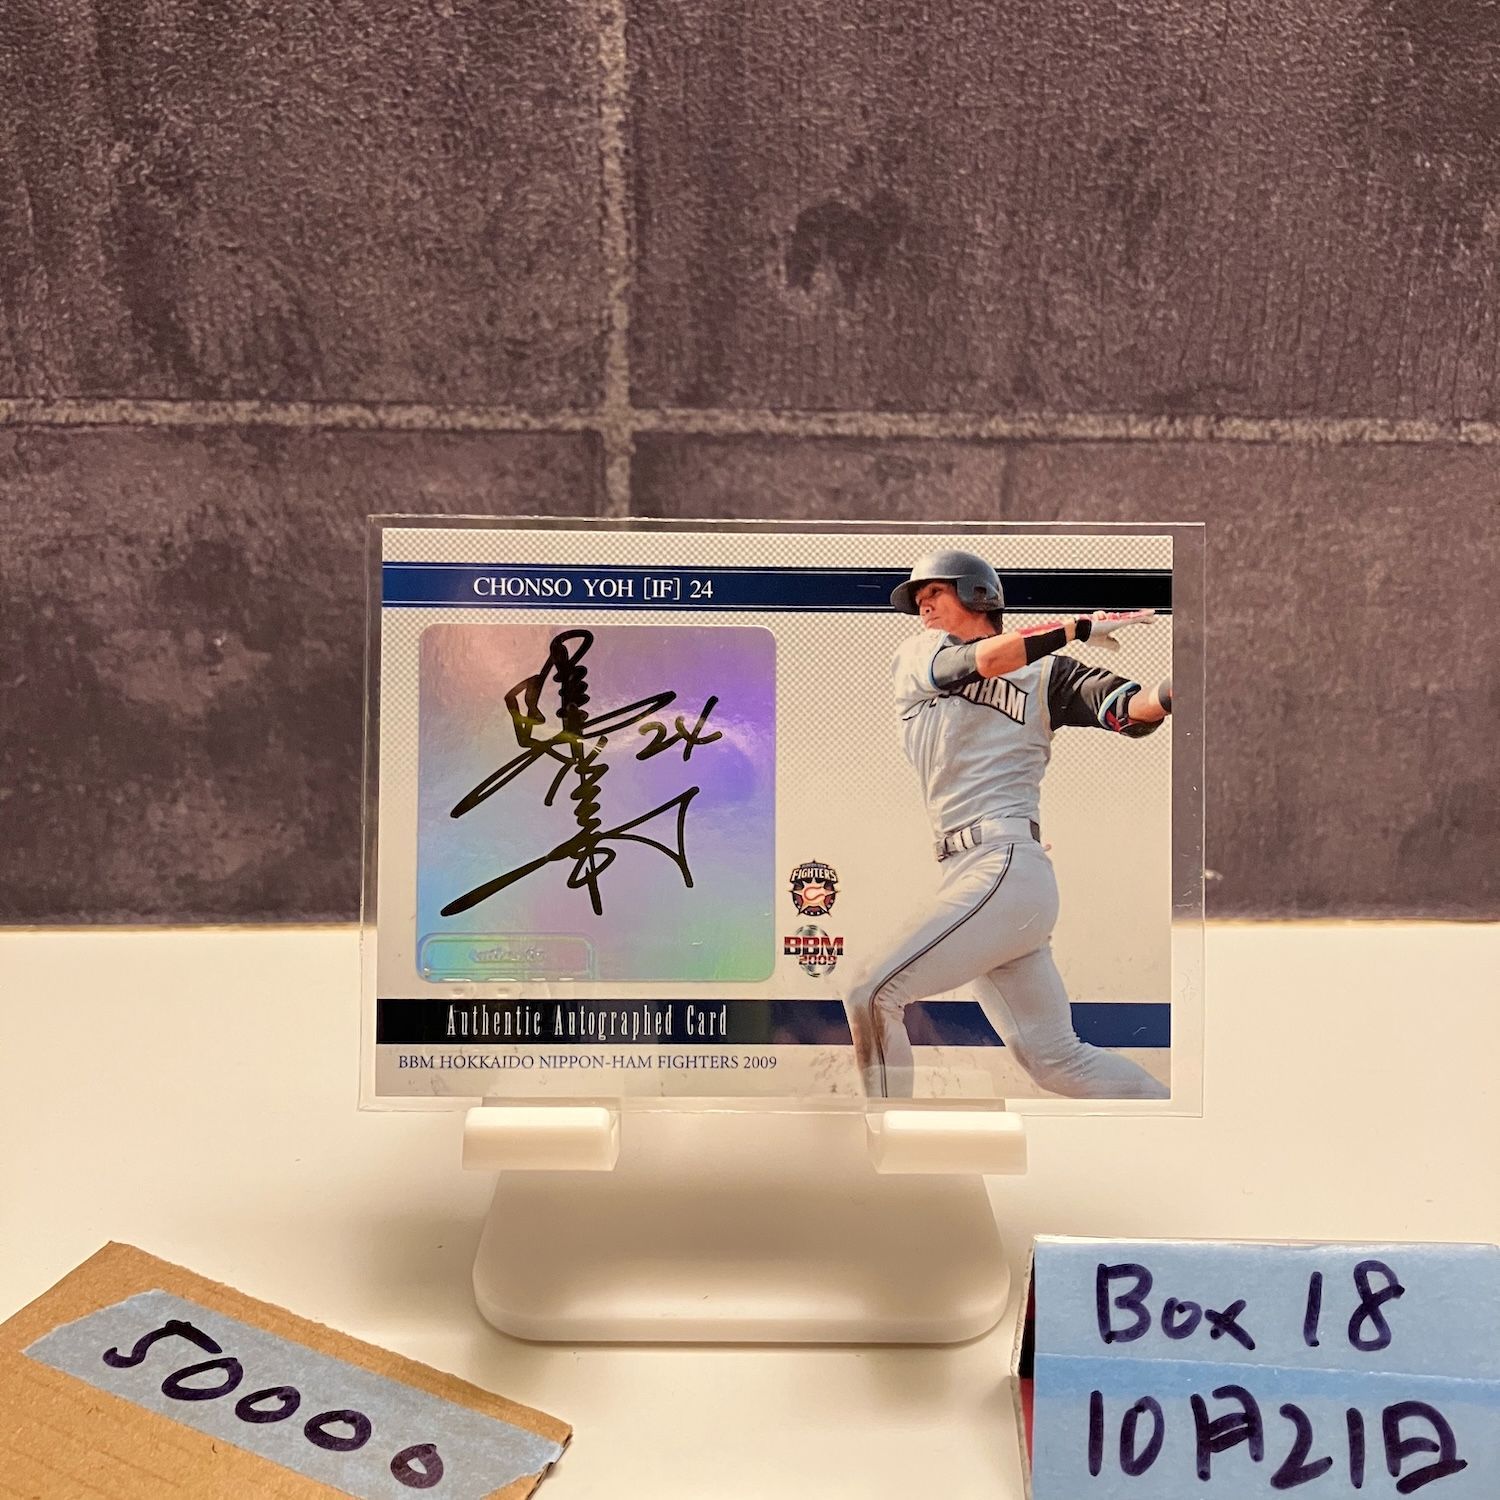 CHONSO YOH [IF] 24
24
NHAM
FIGHTERS
BBM
2009
Authentic Autographed Card
BBM HOKKAIDO NIPPON-HAM FIGHTERS 2009
50000
Box 18
10月21日